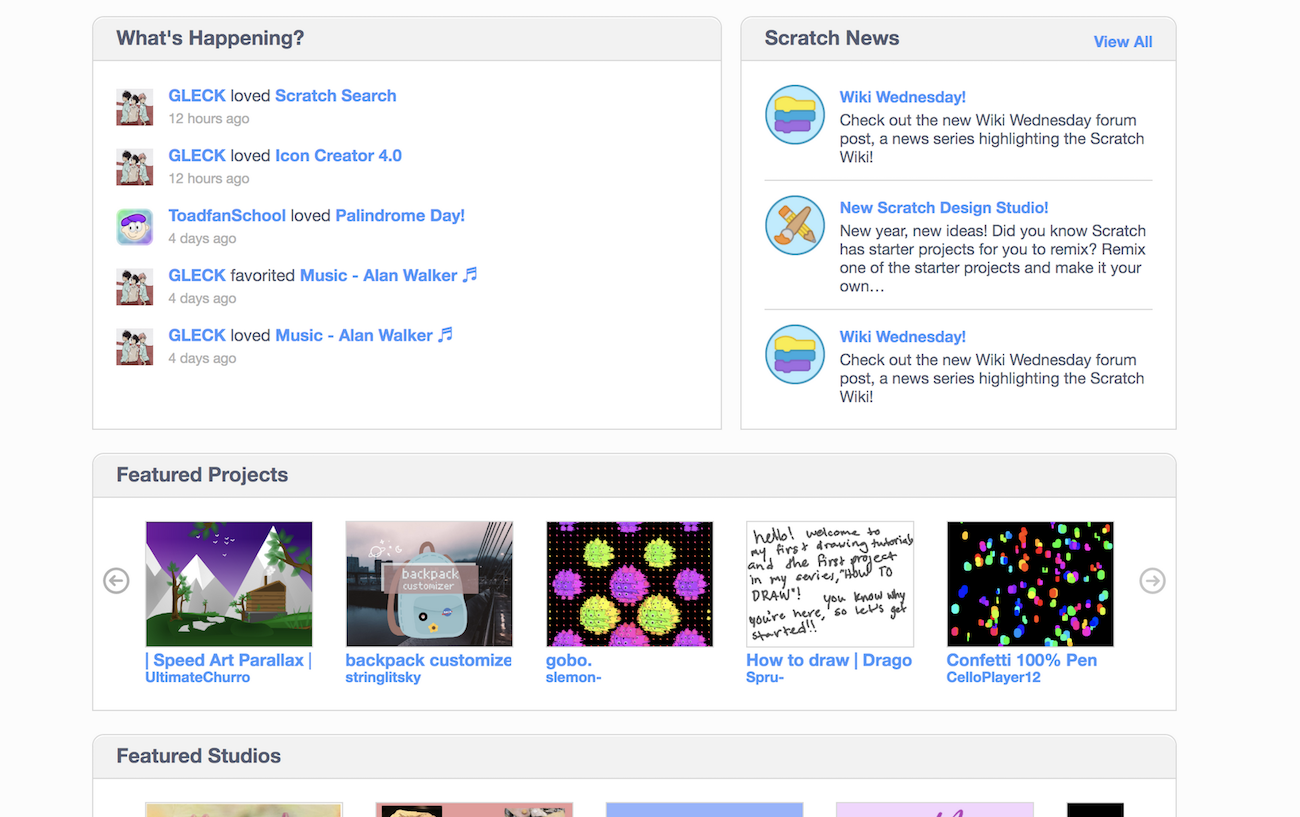 What's Happening?
GLECK loved Scratch Search
12 hours ago
GLECK loved Icon Creator 4.0
12 hours ago
ToadfanSchool loved Palindrome Day!
4 days ago
GLECK favorited Music - Alan Walker 🎵
4 days ago
GLECK loved Music - Alan Walker 🎵
4 days ago
Scratch News
View All
Wiki Wednesday!
Check out the new Wiki Wednesday forum
post, a news series highlighting the Scratch
Wiki!
New Scratch Design Studio!
New year, new ideas! Did you know Scratch
has starter projects for you to remix? Remix
one of the starter projects and make it your
own…
Wiki Wednesday!
Check out the new Wiki Wednesday forum
post, a news series highlighting the Scratch
Wiki!
Featured Projects
backpack
customizer
hello! welcome to
my first drawing tutorial
and the first project
in my series, "HOW TO
DRAW"! you know why
you're here, so let's get
started!!
| Speed Art Parallax |
UltimateChurro
backpack customize
stringlitsky
gobo.
slemon-
How to draw | Drago
Spru-
Confetti 100% Pen
CelloPlayer12
Featured Studios